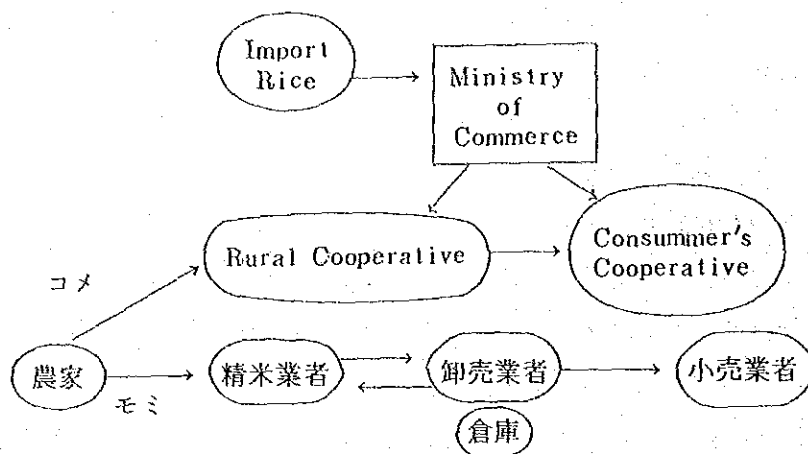 Import
Rice
Ministry
of
Commerce
Rural Cooperative
Consummer's
Cooperative
コメ
農家
精米業者
卸売業者
小売業者
モミ
倉庫